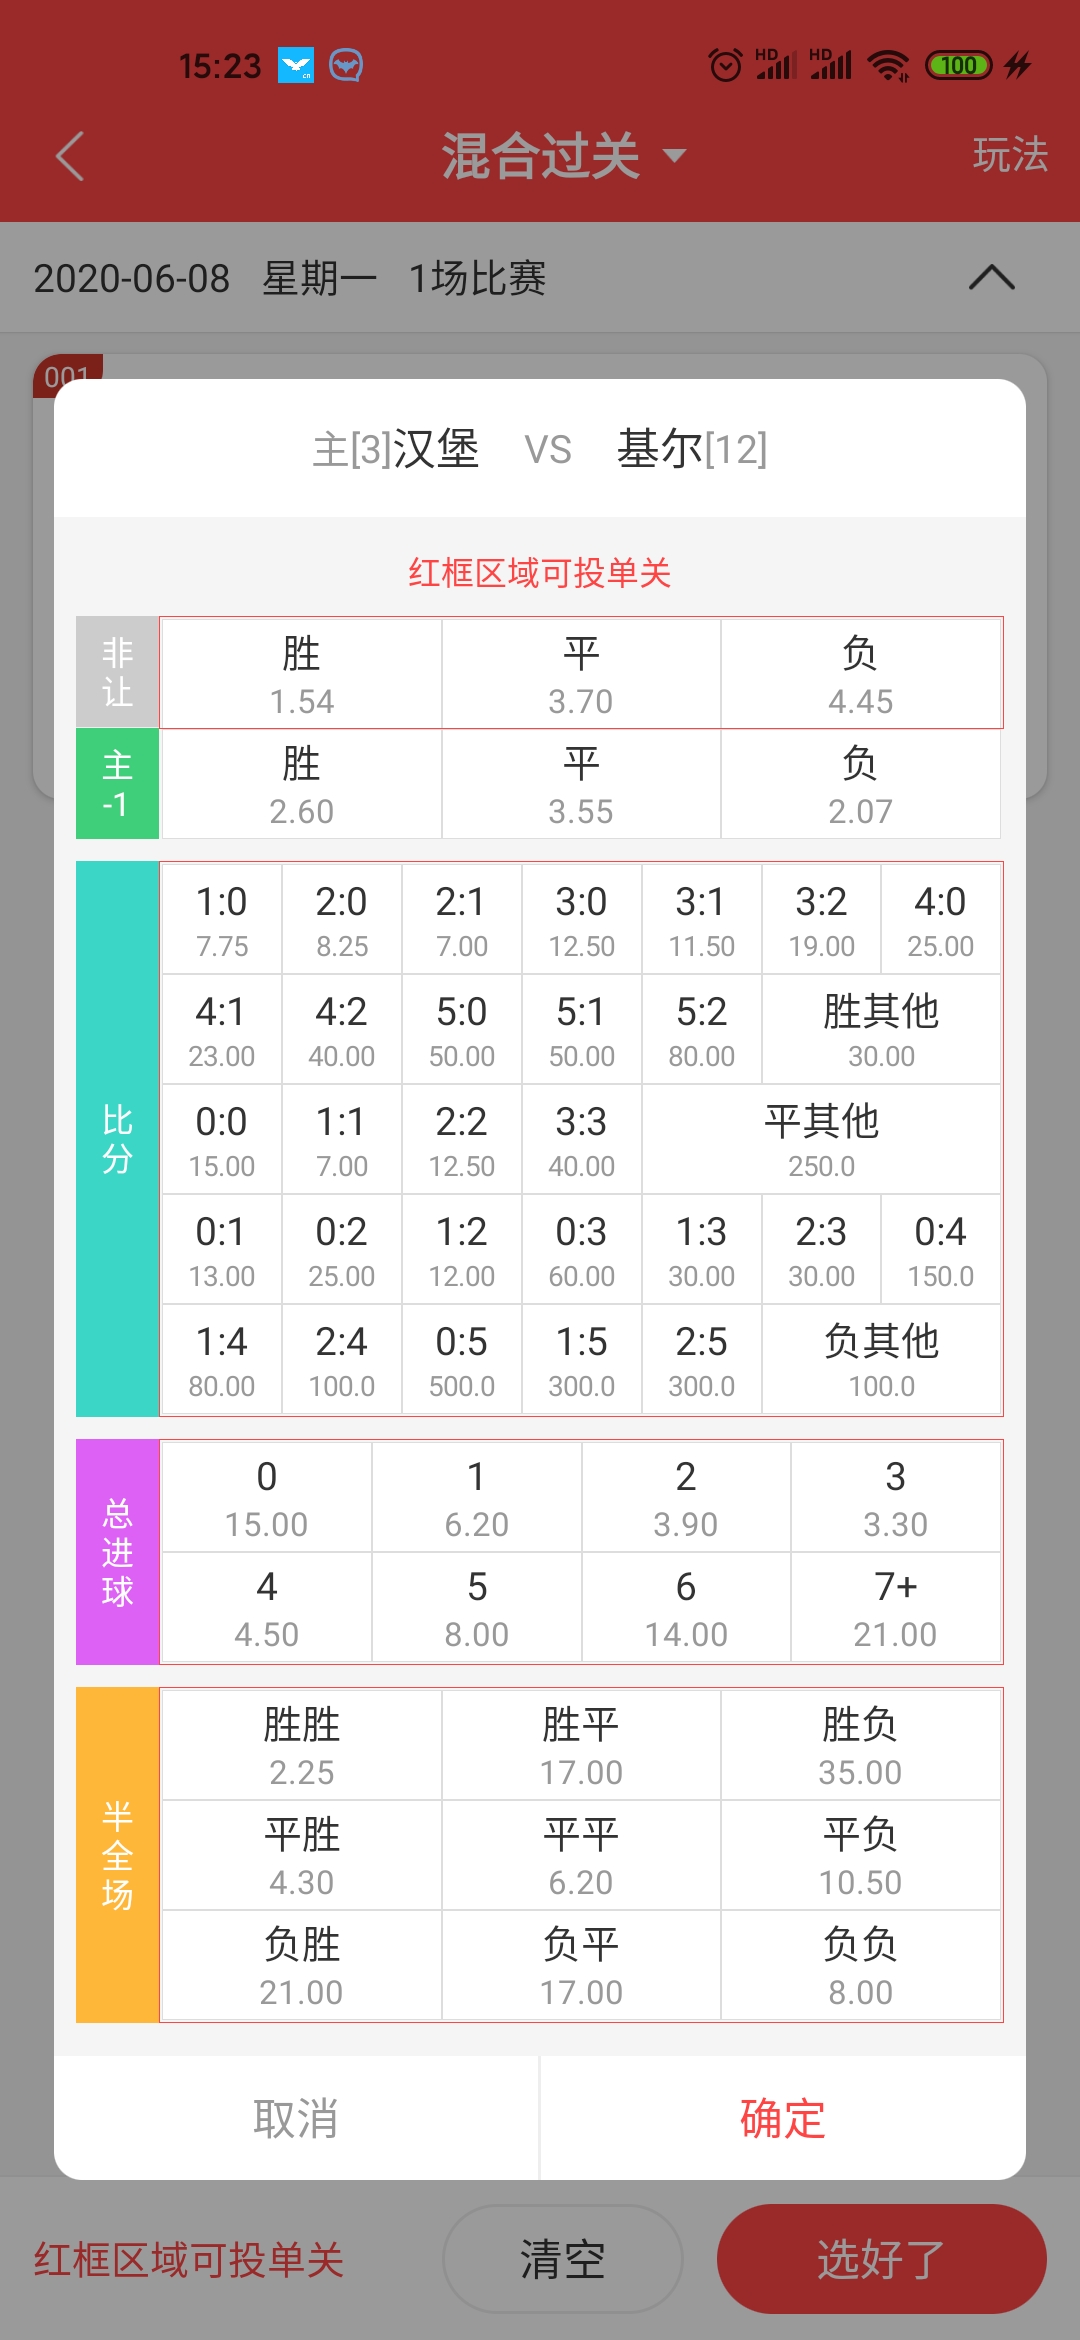 15:23 HD HD 100
混合过关 玩法
2020-06-08 星期一 1场比赛
001
主[3]汉堡 VS 基尔[12]
红框区域可投单关
非让
胜 平 负
1.54 3.70 4.45
主-1
胜 平 负
2.60 3.55 2.07
比分
1:0 2:0 2:1 3:0 3:1 3:2 4:0
7.75 8.25 7.00 12.50 11.50 19.00 25.00
4:1 4:2 5:0 5:1 5:2 胜其他
23.00 40.00 50.00 50.00 80.00 30.00
0:0 1:1 2:2 3:3 平其他
15.00 7.00 12.50 40.00 250.0
0:1 0:2 1:2 0:3 1:3 2:3 0:4
13.00 25.00 12.00 60.00 30.00 30.00 150.0
1:4 2:4 0:5 1:5 2:5 负其他
80.00 100.0 500.0 300.0 300.0 100.0
总进球
0 1 2 3
15.00 6.20 3.90 3.30
4 5 6 7+
4.50 8.00 14.00 21.00
半全场
胜胜 胜平 胜负
2.25 17.00 35.00
平胜 平平 平负
4.30 6.20 10.50
负胜 负平 负负
21.00 17.00 8.00
取消 确定
红框区域可投单关 清空 选好了